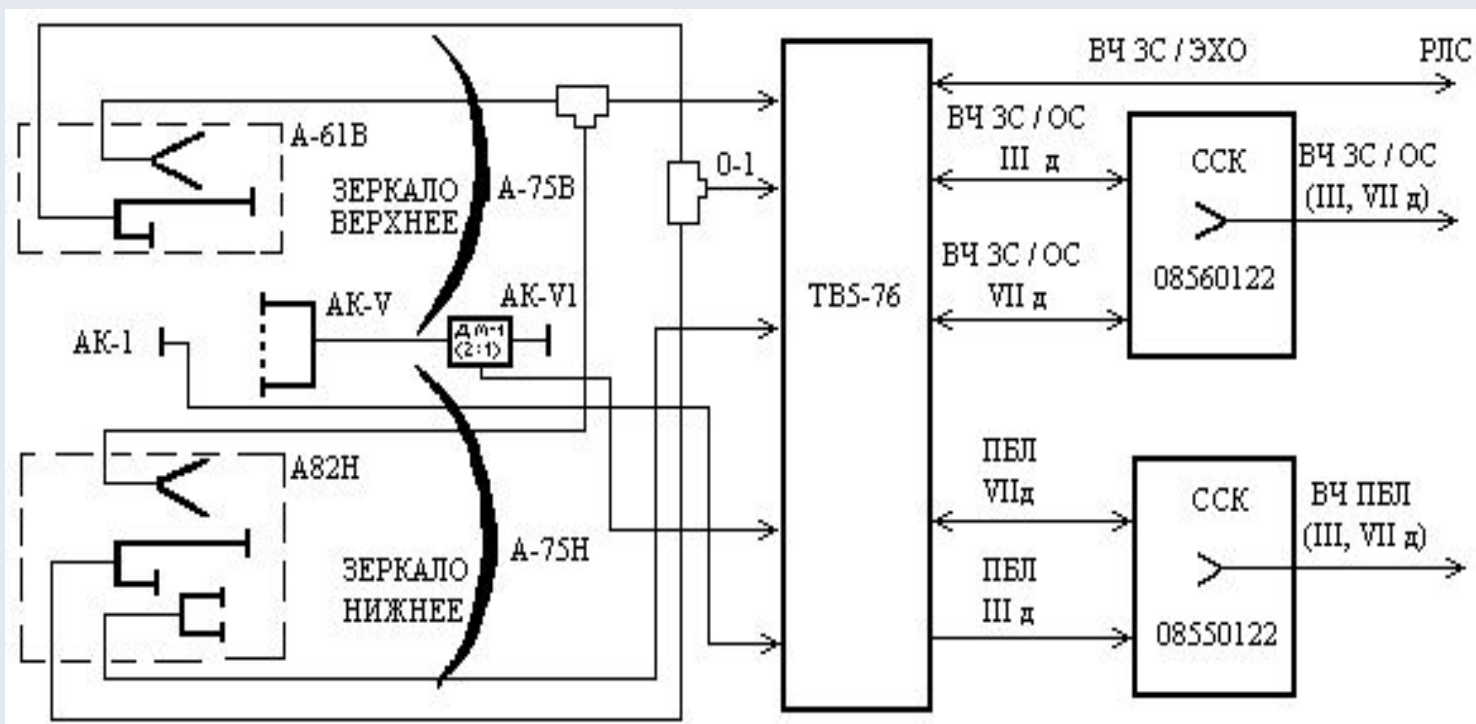 ВЧ ЗС / ЭХО
РЛС
А-61В
ЗЕРКАЛО
ВЕРХНЕЕ
А-75В
0-1
ВЧ ЗС / ОС
III д
ССК
08560122
ВЧ ЗС / ОС
(III, VII д)
ВЧ ЗС / ОС
VII д
ТВ5-76
АК-1
АК-V
ДМ-1
(2:1)
АК-V1
А82Н
ЗЕРКАЛО
НИЖНЕЕ
А-75Н
ПБЛ
VIIд
ПБЛ
III д
ССК
08550122
ВЧ ПБЛ
(III, VII д)